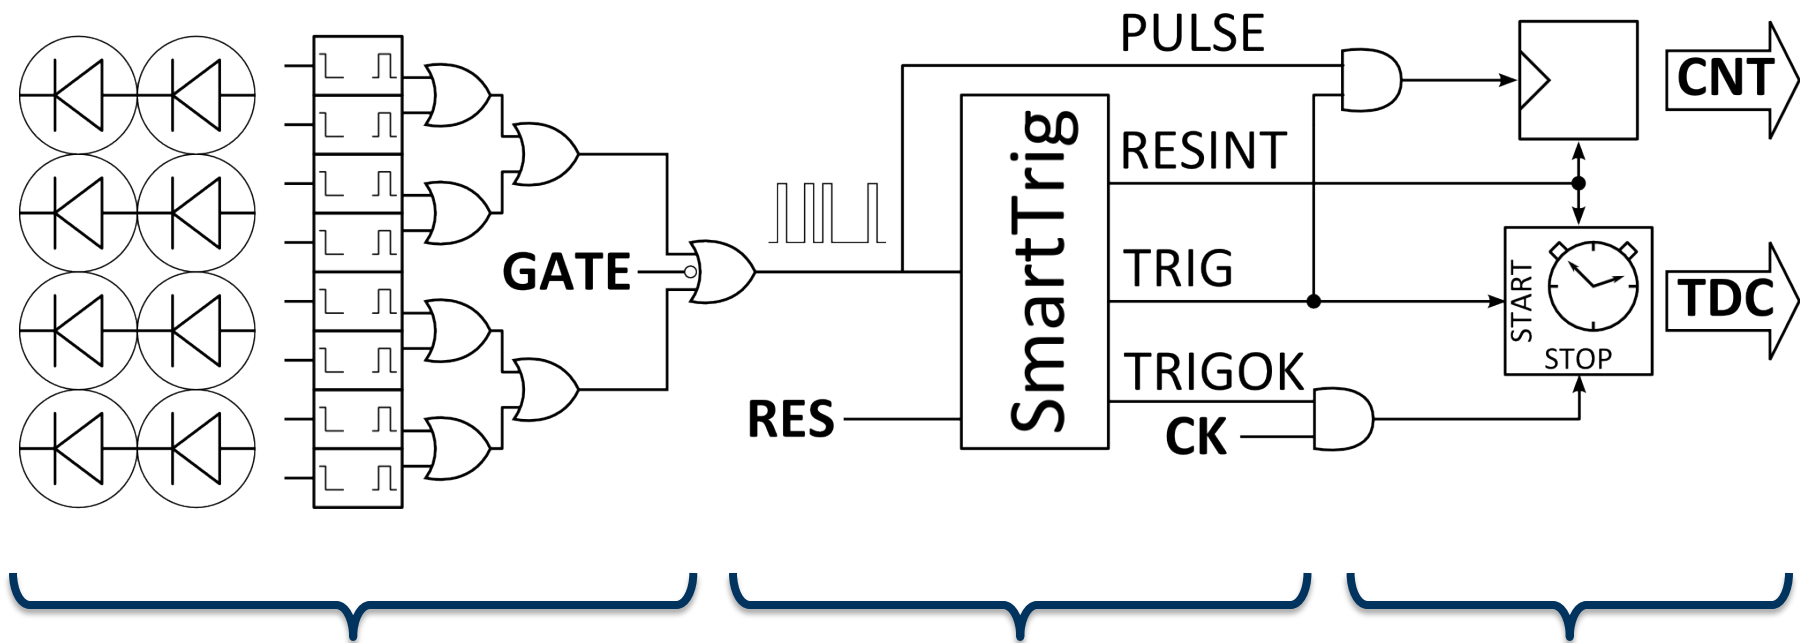 PULSE
CNT
SmartTrig
RESINT
GATE
TRIG
START
TDC
STOP
TRIGOK
RES
CK